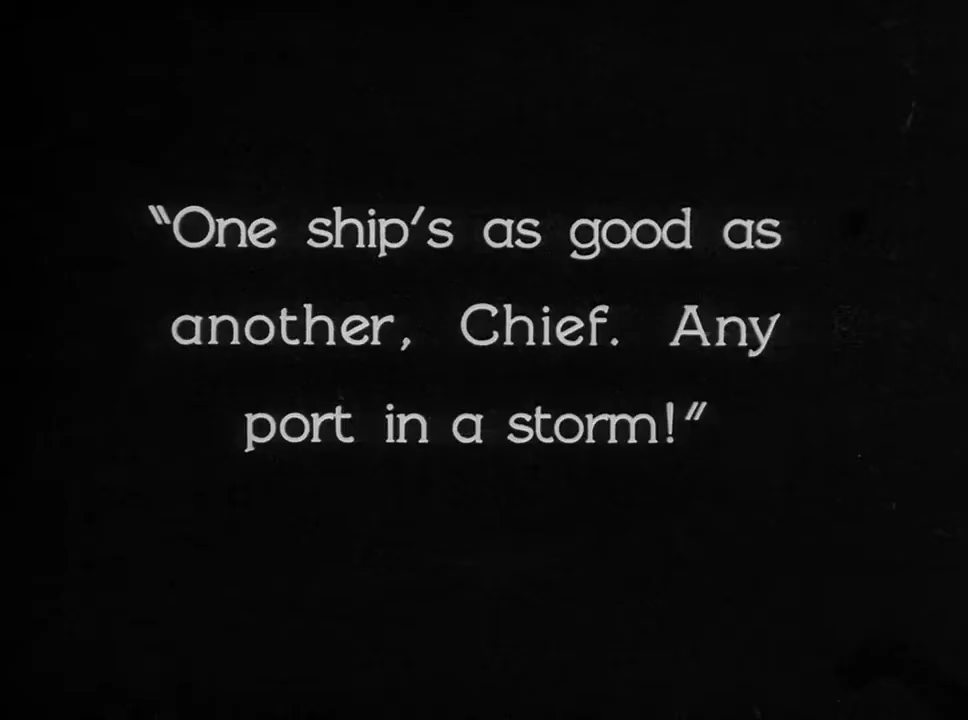 "One ship's as good as
another, Chief. Any
port in a storm!"